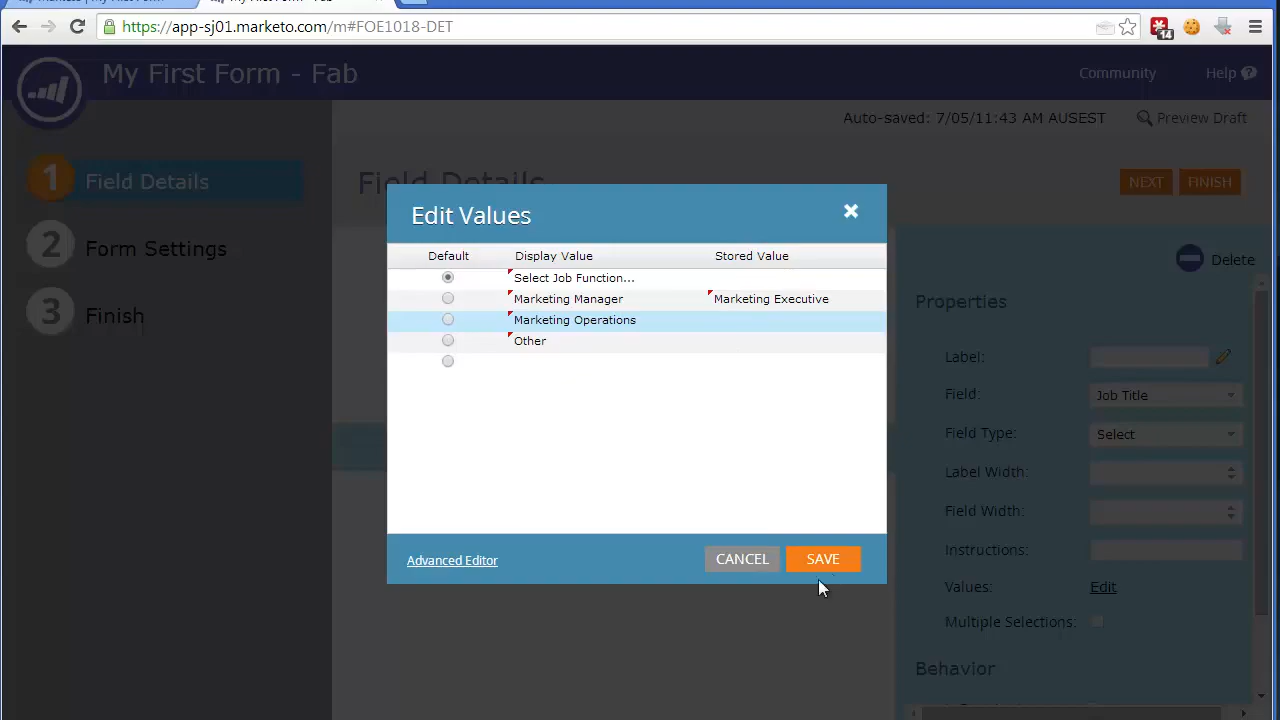 https://app-sj01.marketo.com/m#FOE1018-DET
14
My First Form - Fab
Community
Help
Auto-saved: 7/05/11:43 AM AUSEST
Preview Draft
1 Field Details
2 Form Settings
3 Finish
Field Details
NEXT
FINISH
Edit Values
Default Display Value Stored Value
Select Job Function...
Marketing Manager Marketing Executive
Marketing Operations
Other
Advanced Editor
CANCEL
SAVE
Delete
Properties
Label:
Field: Job Title
Field Type: Select
Label Width:
Field Width:
Instructions:
Values: Edit
Multiple Selections:
Behavior